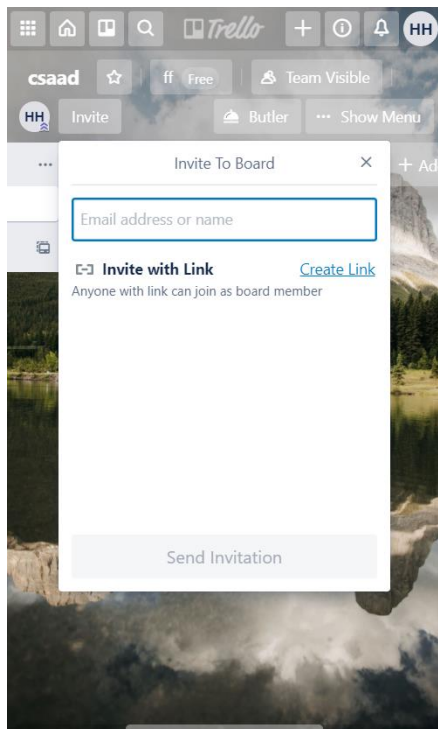 Trello HH
csaad ff Free Team Visible
HH Invite Butler ... Show Menu
... Invite To Board × + Ad
Email address or name
Invite with Link Create Link
Anyone with link can join as board member
Send Invitation